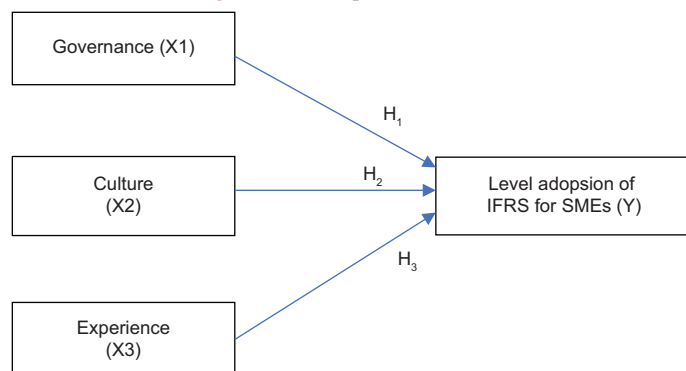 Governance (X1)
H1
Culture
(X2)
H2
Level adopsion of
IFRS for SMEs (Y)
H3
Experience
(X3)